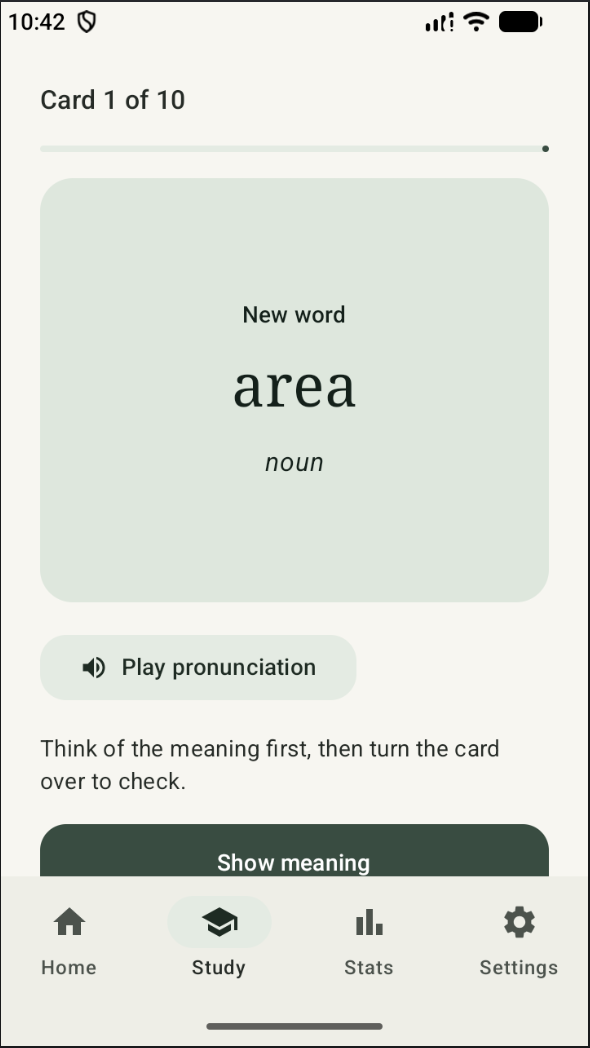 10:42
Card 1 of 10
New word
area
noun
Play pronunciation
Think of the meaning first, then turn the card
over to check.
Show meaning
Home
Study
Stats
Settings